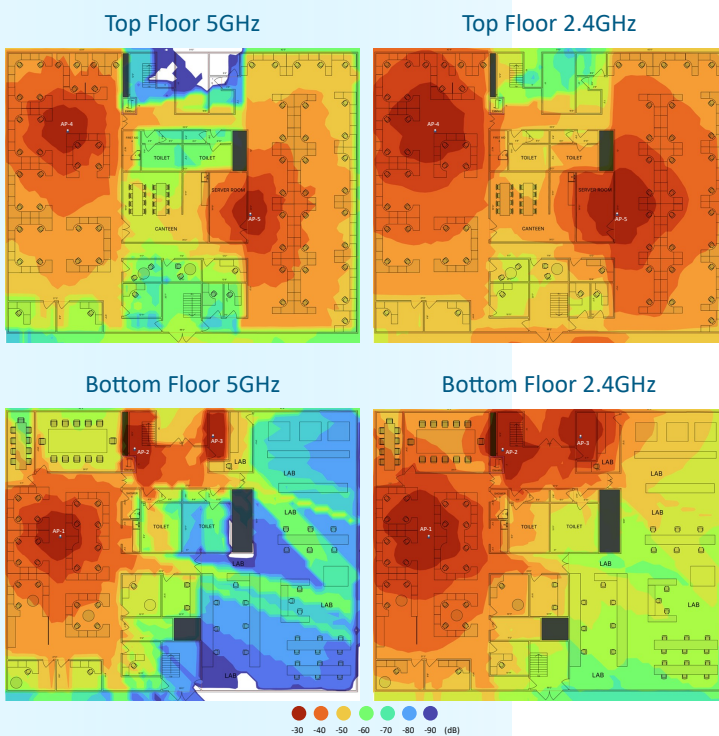 Top Floor 5GHz
Top Floor 2.4GHz
AP-4
TOILET
TOILET
SERVER ROOM
AP-5
CANTEEN
AP-4
TOILET
TOILET
SERVER ROOM
AP-5
CANTEEN
Bottom Floor 5GHz
Bottom Floor 2.4GHz
AP-3
AP-2
LAB
LAB
LAB
AP-1
TOILET
TOILET
LAB
LAB
LAB
AP-3
AP-2
LAB
LAB
LAB
AP-1
TOILET
TOILET
LAB
LAB
LAB
-30 -40 -50 -60 -70 -80 -90 (dB)